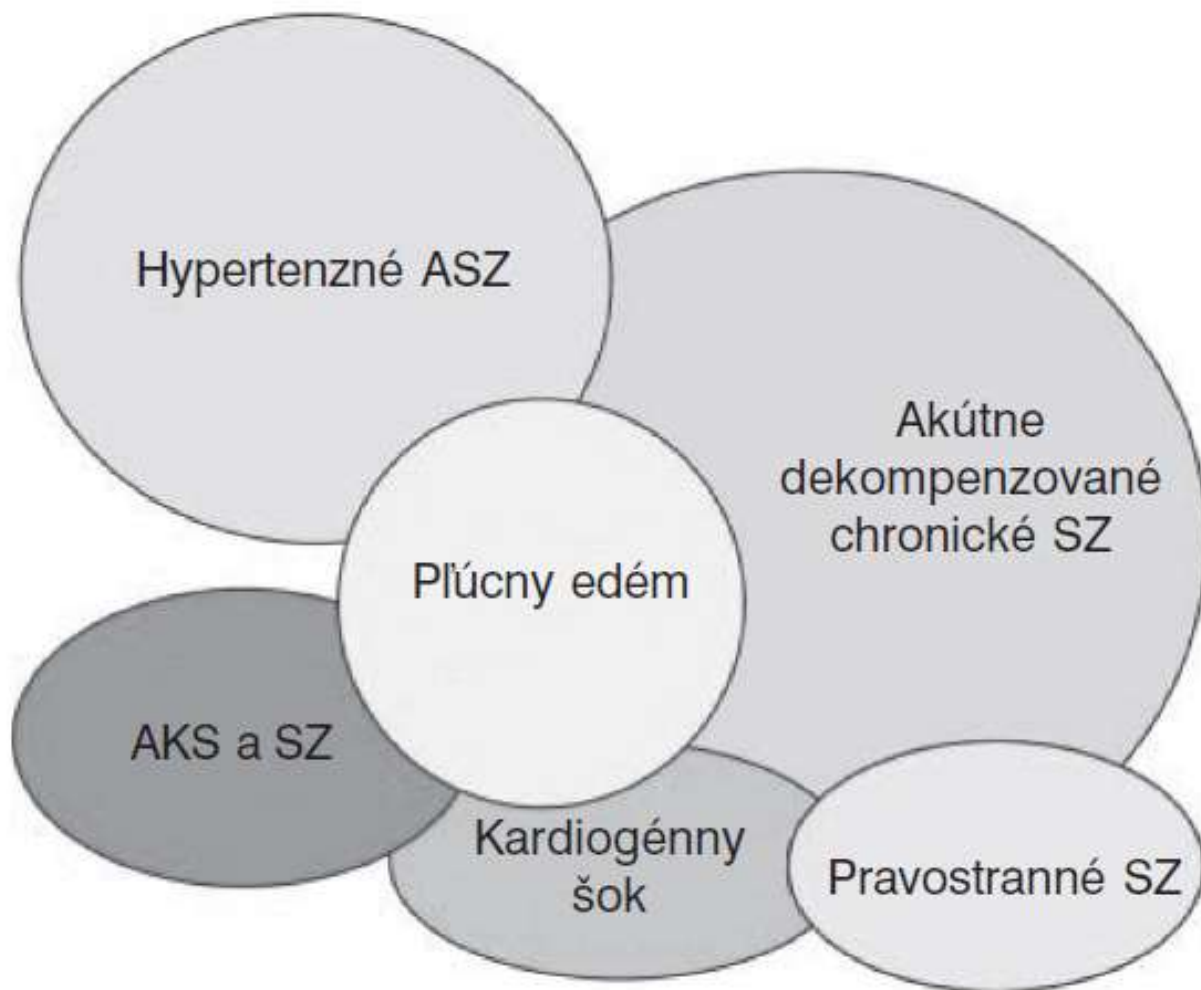 Hypertenzné ASZ
Akútne
dekompenzované
chronické SZ
Pľúcny edém
AKS a SZ
Kardiogénny
šok
Pravostranné SZ